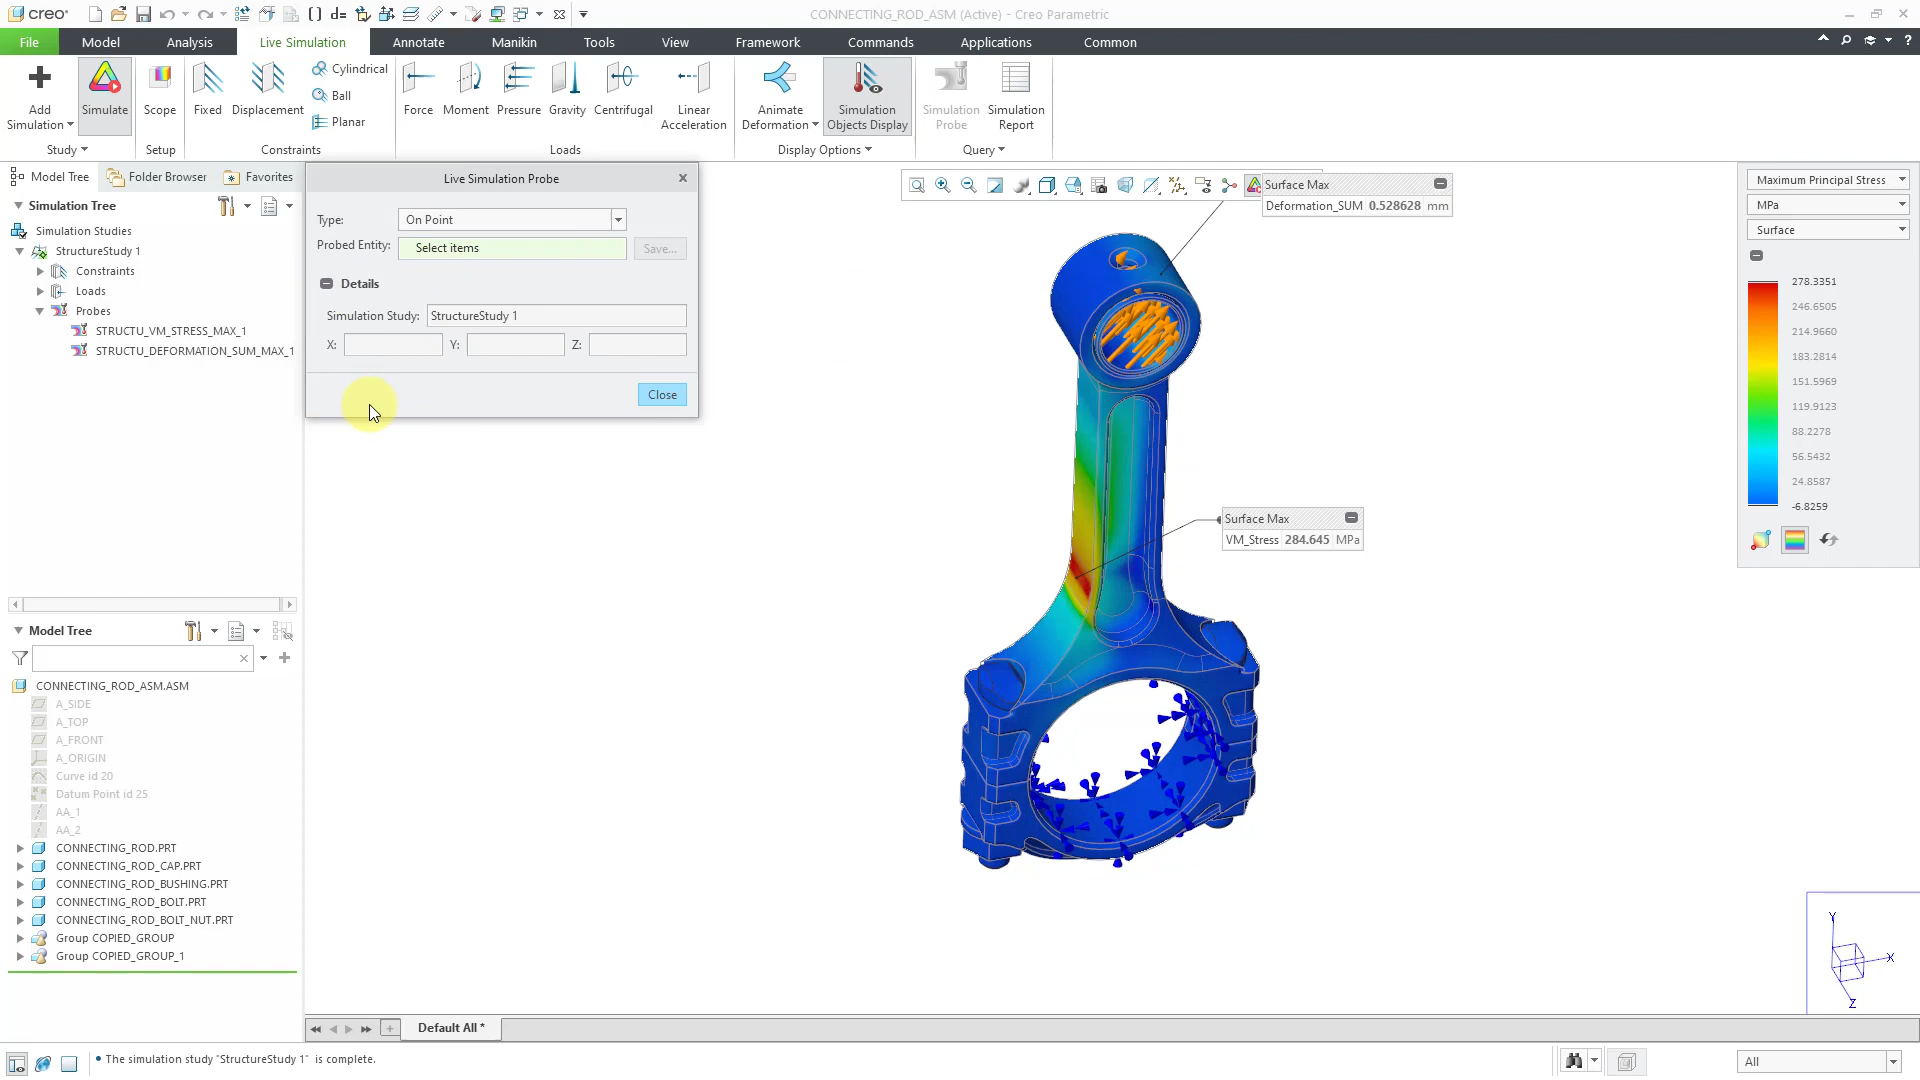 creo
CONNECTING_ROD_ASM (Active) - Creo Parametric
File
Model
Analysis
Live Simulation
Annotate
Manikin
Tools
View
Framework
Commands
Applications
Common
Add
Simulation
Simulate
Scope
Fixed
Displacement
Cylindrical
Ball
Planar
Force
Moment
Pressure
Gravity
Centrifugal
Linear
Acceleration
Animate
Deformation
Simulation
Objects Display
Simulation
Probe
Simulation
Report
Study
Setup
Constraints
Loads
Display Options
Query
Model Tree
Folder Browser
Favorites
Simulation Tree
Simulation Studies
StructureStudy 1
Constraints
Loads
Probes
STRUCTU_VM_STRESS_MAX_1
STRUCTU_DEFORMATION_SUM_MAX_1
Live Simulation Probe
Type:
On Point
Probed Entity:
Select items
Save...
Details
Simulation Study:
StructureStudy 1
X:
Y:
Z:
Close
Surface Max
Deformation_SUM 0.528628 mm
Surface Max
VM_Stress 284.645 MPa
Maximum Principal Stress
MPa
Surface
278.3351
246.6505
214.9660
183.2814
151.5969
119.9123
88.2278
56.5432
24.8587
-6.8259
Model Tree
CONNECTING_ROD_ASM.ASM
A_SIDE
A_TOP
A_FRONT
A_ORIGIN
Curve id 20
Datum Point id 25
AA_1
AA_2
CONNECTING_ROD.PRT
CONNECTING_ROD_CAP.PRT
CONNECTING_ROD_BUSHING.PRT
CONNECTING_ROD_BOLT.PRT
CONNECTING_ROD_BOLT_NUT.PRT
Group COPIED_GROUP
Group COPIED_GROUP_1
Y
X
Z
Default All *
• The simulation study "StructureStudy 1" is complete.
All